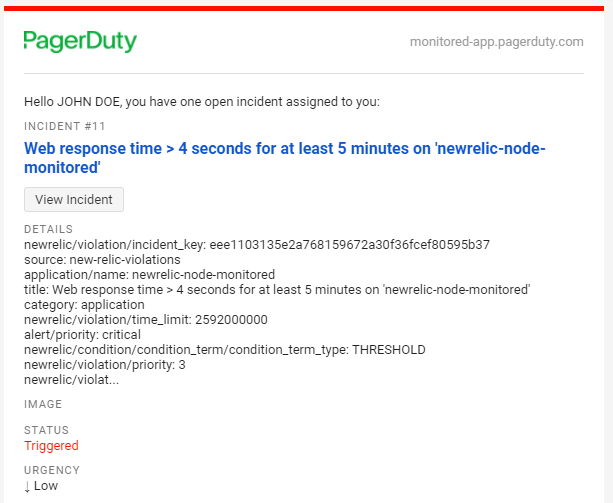 PagerDuty
monitored-app.pagerduty.com
Hello JOHN DOE, you have one open incident assigned to you:
INCIDENT #11
Web response time > 4 seconds for at least 5 minutes on 'newrelic-node-
monitored'
View Incident
DETAILS
newrelic/violation/incident_key: eee1103135e2a768159672a30f36fcef80595b37
source: new-relic-violations
application/name: newrelic-node-monitored
title: Web response time > 4 seconds for at least 5 minutes on 'newrelic-node-monitored'
category: application
newrelic/violation/time_limit: 2592000000
alert/priority: critical
newrelic/condition/condition_term/condition_term_type: THRESHOLD
newrelic/violation/priority: 3
newrelic/violat...
IMAGE
STATUS
Triggered
URGENCY
↓ Low